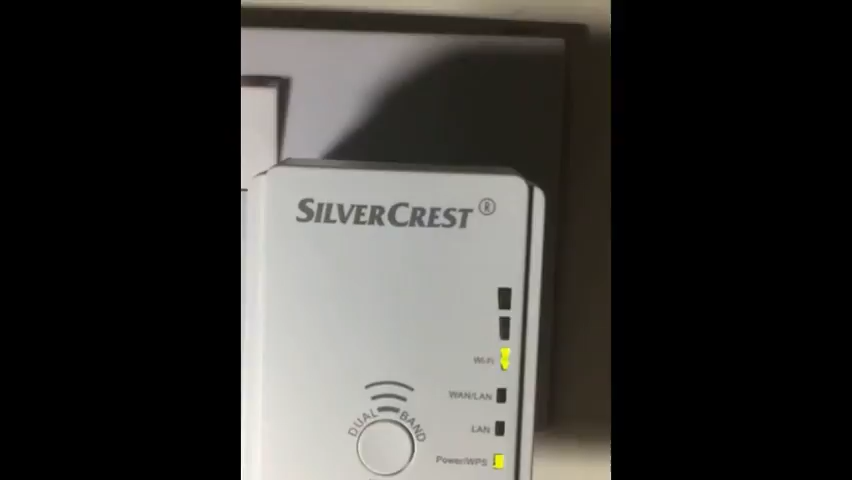 SILVERCREST ®
Wi-Fi
WAN/LAN
DUAL BAND
LAN
Power/WPS